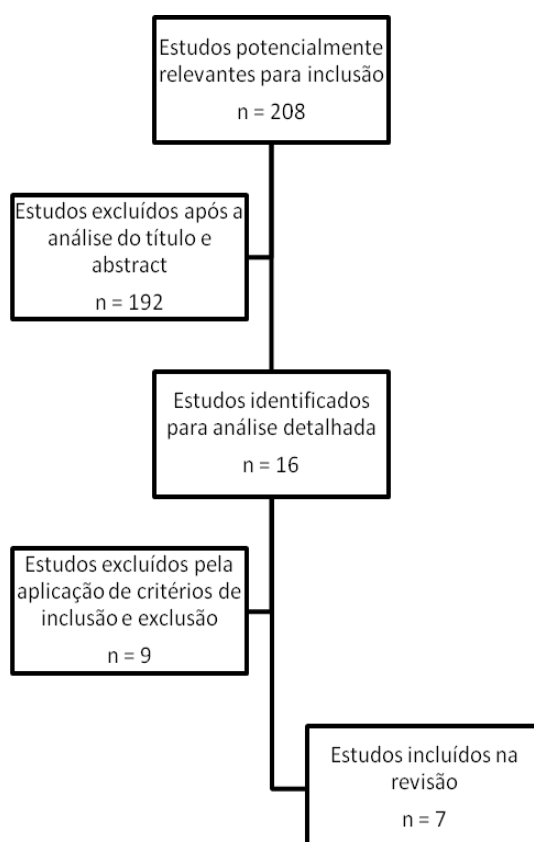 Estudos potencialmente
relevantes para inclusão
n = 208
Estudos excluídos após a
análise do título e
abstract
n = 192
Estudos identificados
para análise detalhada
n = 16
Estudos excluídos pela
aplicação de critérios de
inclusão e exclusão
n = 9
Estudos incluídos na
revisão
n = 7